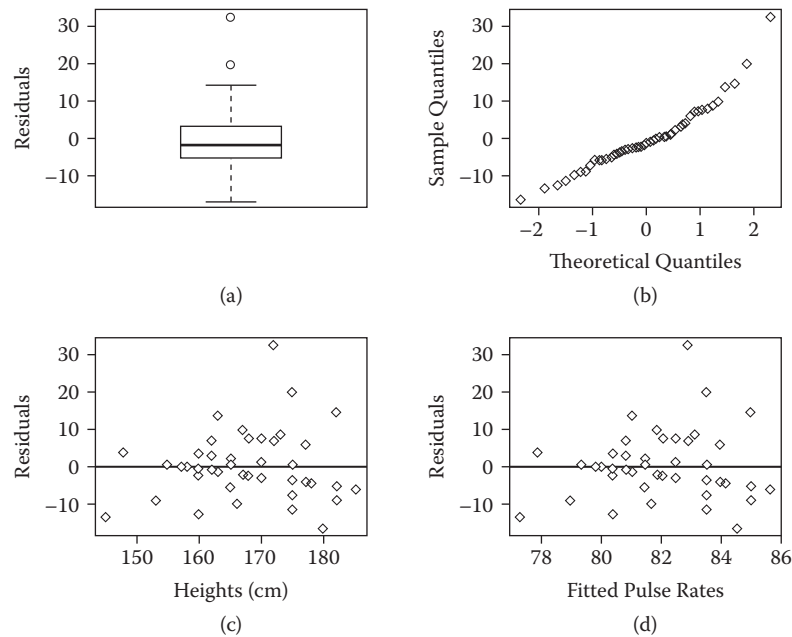 30
20
10
0
−10
Residuals
(a)
30
20
10
0
−10
Sample Quantiles
−2 −1 0 1 2
Theoretical Quantiles
(b)
30
20
10
0
−10
Residuals
150 160 170 180
Heights (cm)
(c)
30
20
10
0
−10
Residuals
78 80 82 84 86
Fitted Pulse Rates
(d)